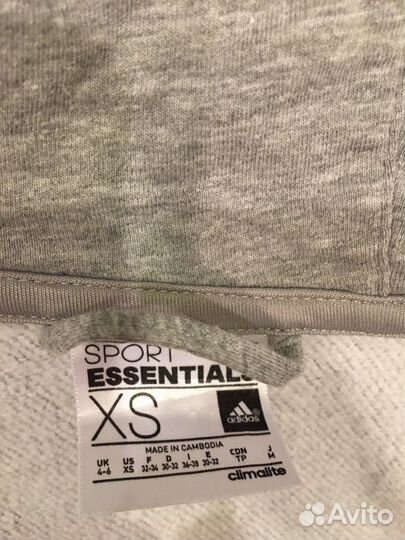 SPORT
ESSENTIALS
XS
adidas
MADE IN CAMBODIA
UK US F D I E CDN J
4-6 XS 32-34 30-32 36-38 30-32 TP M
climalite
Avito